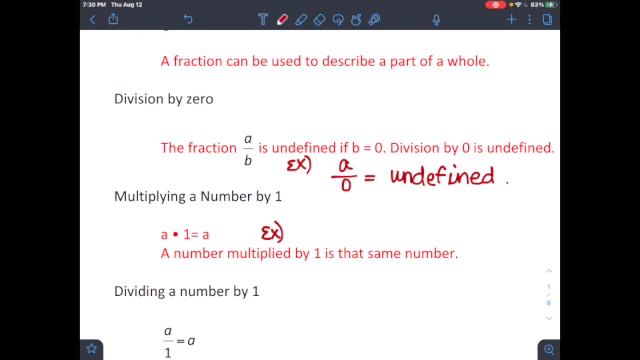 7:30 PM Thu Aug 12
83%
A fraction can be used to describe a part of a whole.
Division by zero
The fraction a/b is undefined if b = 0. Division by 0 is undefined.
Ex) a/0 = undefined.
Multiplying a Number by 1
a • 1= a Ex)
A number multiplied by 1 is that same number.
Dividing a number by 1
a/1 = a
1
/
8